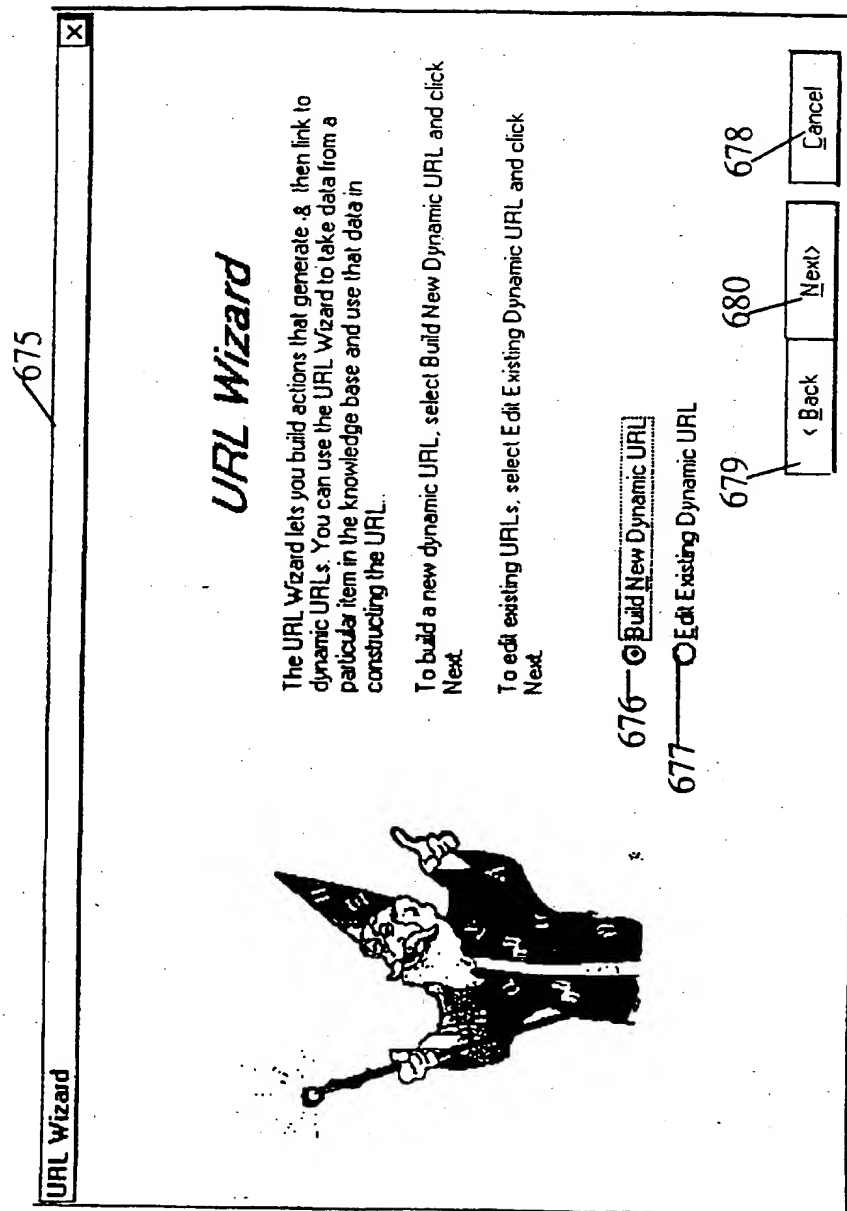 675
URL Wizard
URL Wizard
The URL Wizard lets you build actions that generate & then link to
dynamic URLs. You can use the URL Wizard to take data from a
particular item in the knowledge base and use that data in
constructing the URL.
To build a new dynamic URL, select Build New Dynamic URL and click
Next.
To edit existing URLs, select Edit Existing Dynamic URL and click
Next.
676 Build New Dynamic URL
677 Edit Existing Dynamic URL
679 680 678
< Back Next> Cancel